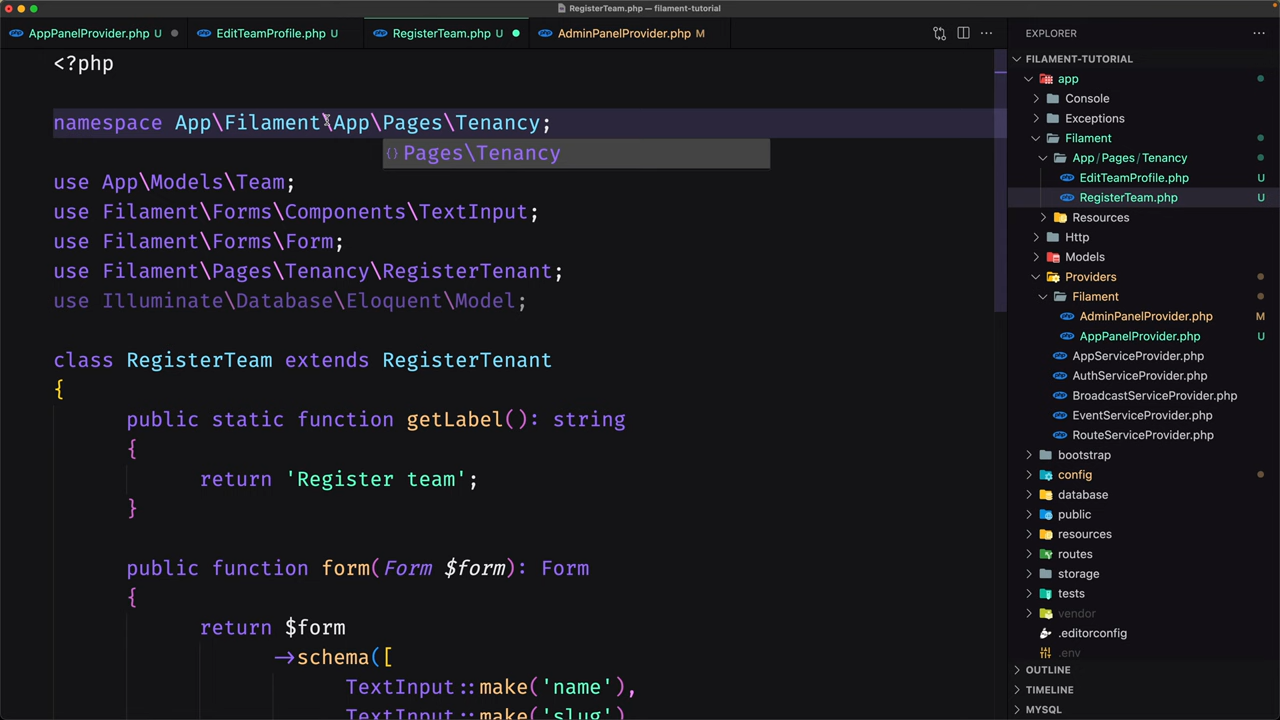 RegisterTeam.php — filament-tutorial
AppPanelProvider.php U
EditTeamProfile.php U
RegisterTeam.php U
AdminPanelProvider.php M
<?php
namespace App\Filament\App\Pages\Tenancy;
Pages\Tenancy
use App\Models\Team;
use Filament\Forms\Components\TextInput;
use Filament\Forms\Form;
use Filament\Pages\Tenancy\RegisterTenant;
use Illuminate\Database\Eloquent\Model;
class RegisterTeam extends RegisterTenant
{
public static function getLabel(): string
{
return 'Register team';
}
public function form(Form $form): Form
{
return $form
->schema([
TextInput::make('name'),
TextInput::make('slug')
EXPLORER
FILAMENT-TUTORIAL
app
Console
Exceptions
Filament
App/Pages/Tenancy
EditTeamProfile.php U
RegisterTeam.php U
Resources
Http
Models
Providers
Filament
AdminPanelProvider.php M
AppPanelProvider.php U
AppServiceProvider.php
AuthServiceProvider.php
BroadcastServiceProvider.php
EventServiceProvider.php
RouteServiceProvider.php
bootstrap
config
database
public
resources
routes
storage
tests
vendor
.editorconfig
.env
OUTLINE
TIMELINE
MYSQL